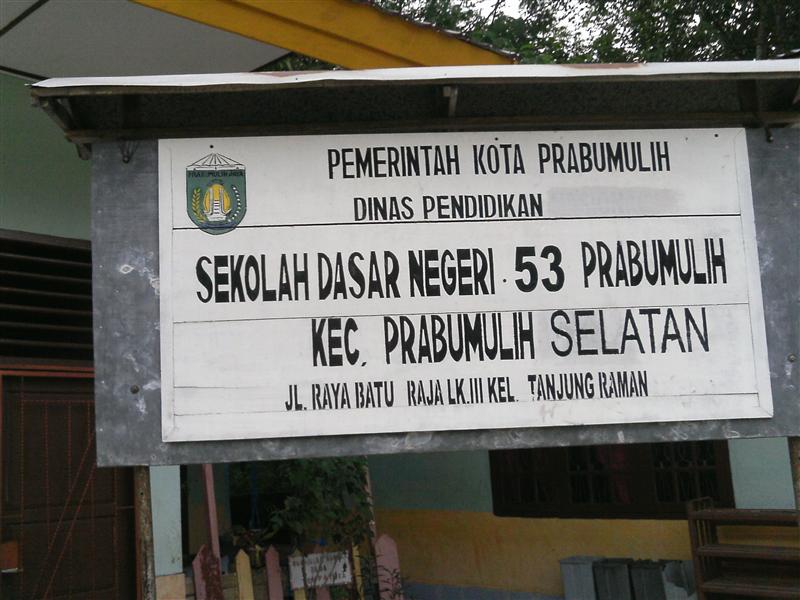 PEMERINTAH KOTA PRABUMULIH
DINAS PENDIDIKAN
SEKOLAH DASAR NEGERI . 53 PRABUMULIH
KEC. PRABUMULIH SELATAN
JL. RAYA BATU RAJA LK.III KEL. TANJUNG RAMAN